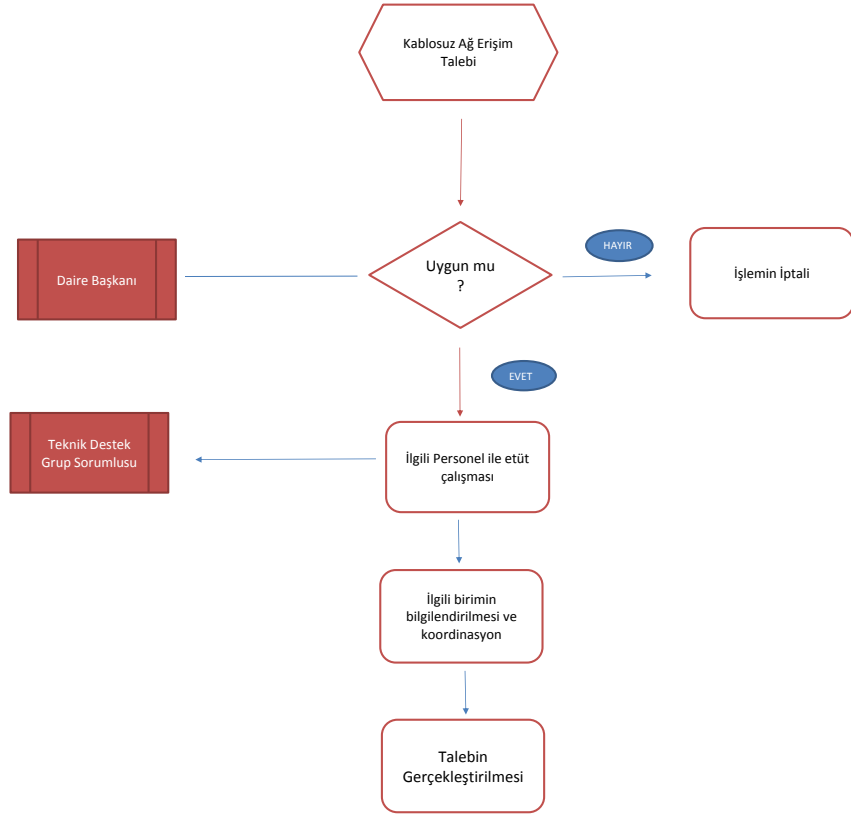 Kablosuz Ağ Erişim
Talebi
HAYIR
Daire Başkanı
Uygun mu
?
İşlemin İptali
EVET
Teknik Destek
Grup Sorumlusu
İlgili Personel ile etüt
çalışması
İlgili birimin
bilgilendirilmesi ve
koordinasyon
Talebin
Gerçekleştirilmesi